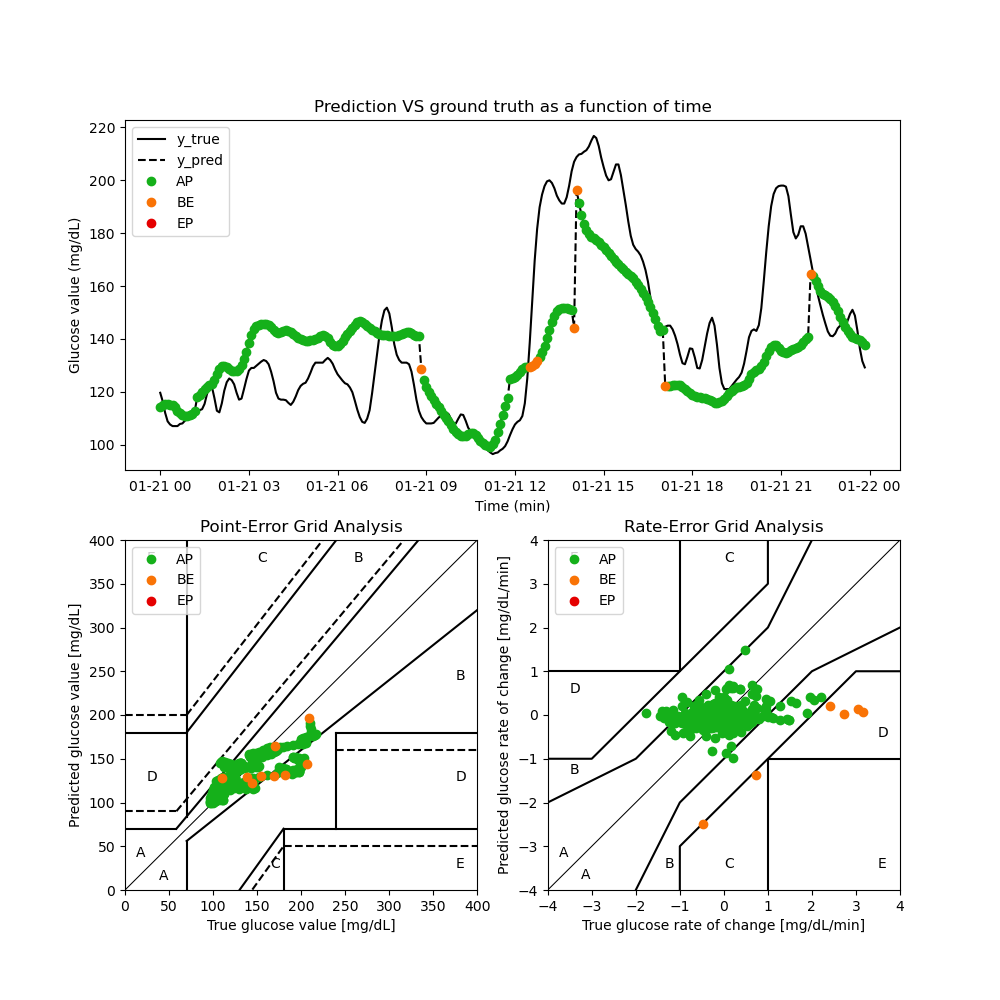 Prediction VS ground truth as a function of time
Glucose value (mg/dL)
220
200
180
160
140
120
100
y_true
y_pred
AP
BE
EP
01-21 00
01-21 03
01-21 06
01-21 09
01-21 12
01-21 15
01-21 18
01-21 21
01-22 00
Time (min)
Point-Error Grid Analysis
Predicted glucose value [mg/dL]
400
350
300
250
200
150
100
50
0
AP
BE
EP
C
B
B
D
D
A
A
C
E
0
50
100
150
200
250
300
350
400
True glucose value [mg/dL]
Rate-Error Grid Analysis
Predicted glucose rate of change [mg/dL/min]
4
3
2
1
0
−1
−2
−3
−4
AP
BE
EP
C
D
D
B
A
A
B
C
E
−4
−3
−2
−1
0
1
2
3
4
True glucose rate of change [mg/dL/min]